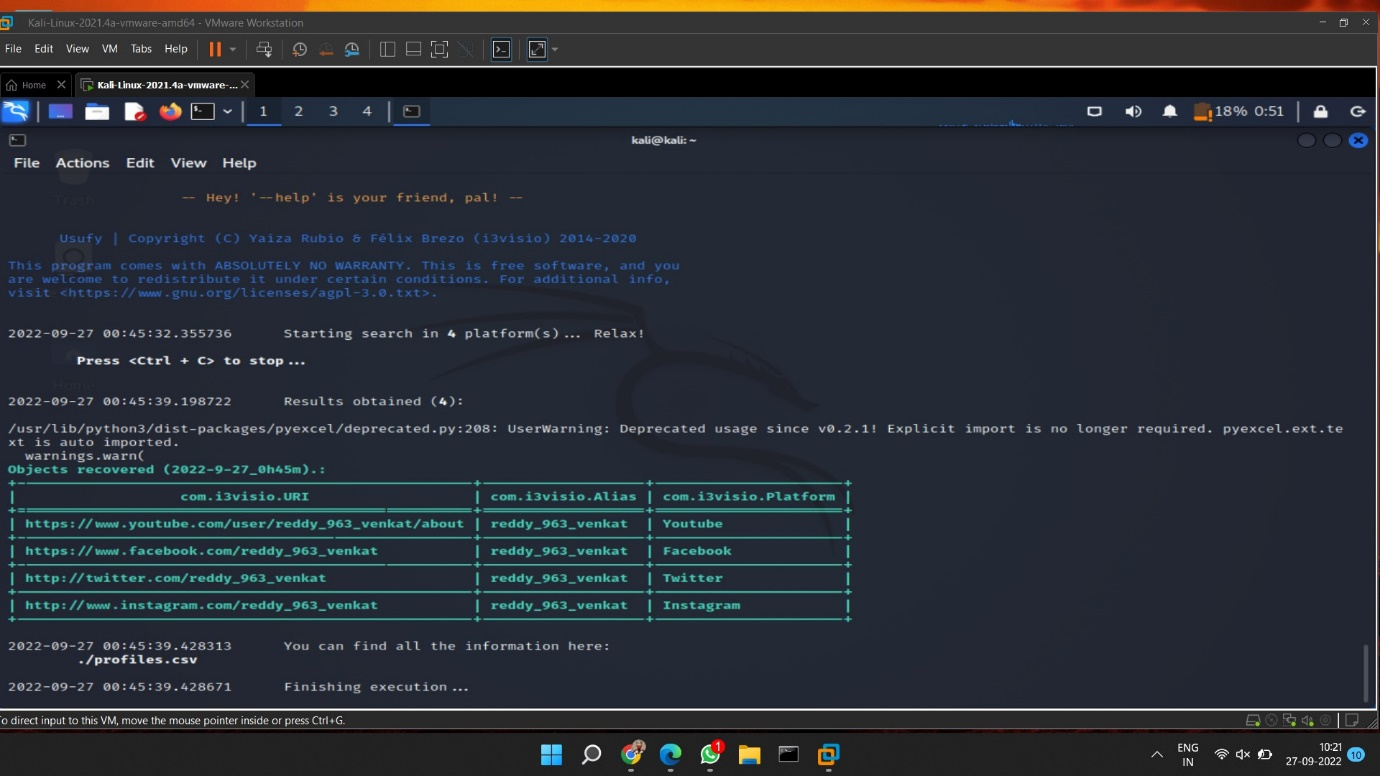 Kali-Linux-2021.4a-vmware-amd64 - VMware Workstation
File Edit View VM Tabs Help
Home Kali-Linux-2021.4a-vmware-...
1 2 3 4 18% 0:51
kali@kali: ~
File Actions Edit View Help
-- Hey! '--help' is your friend, pal! --
Usufy | Copyright (C) Yaiza Rubio & Félix Brezo (i3visio) 2014-2020
This program comes with ABSOLUTELY NO WARRANTY. This is free software, and you
are welcome to redistribute it under certain conditions. For additional info,
visit <https://www.gnu.org/licenses/agpl-3.0.txt>.
2022-09-27 00:45:32.355736 Starting search in 4 platform(s)... Relax!
Press <Ctrl + C> to stop...
Home
2022-09-27 00:45:39.198722 Results obtained (4):
/usr/lib/python3/dist-packages/pyexcel/deprecated.py:208: UserWarning: Deprecated usage since v0.2.1! Explicit import is no longer required. pyexcel.ext.te
xt is auto imported.
warnings.warn(
Objects recovered (2022-9-27_0h45m).:
| com.i3visio.URI | com.i3visio.Alias | com.i3visio.Platform |
| https://www.youtube.com/user/reddy_963_venkat/about | reddy_963_venkat | Youtube |
| https://www.facebook.com/reddy_963_venkat | reddy_963_venkat | Facebook |
| http://twitter.com/reddy_963_venkat | reddy_963_venkat | Twitter |
| http://www.instagram.com/reddy_963_venkat | reddy_963_venkat | Instagram |
2022-09-27 00:45:39.428313 You can find all the information here:
./profiles.csv
2022-09-27 00:45:39.428671 Finishing execution...
To direct input to this VM, move the mouse pointer inside or press Ctrl+G.
1
ENG
IN
10:21
27-09-2022
10